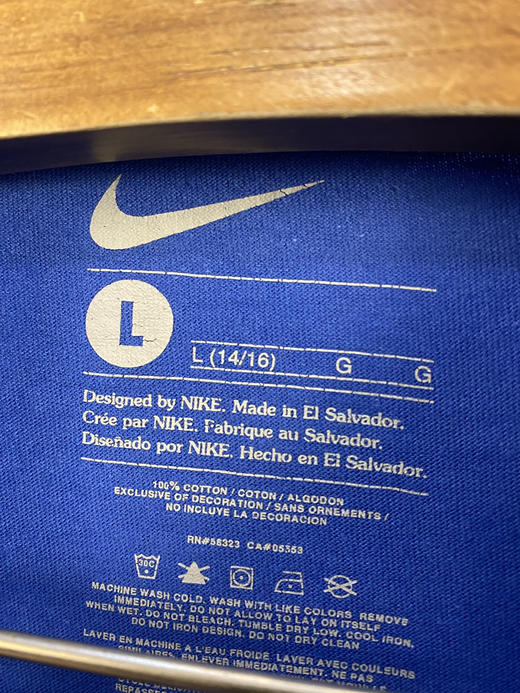 L
L (14/16) G G
Designed by NIKE. Made in El Salvador.
Crée par NIKE. Fabrique au Salvador.
Diseñado por NIKE. Hecho en El Salvador.
100% COTTON / COTON / ALGODON
EXCLUSIVE OF DECORATION / SANS ORNEMENTS /
NO INCLUYE LA DECORACION
RN#56323 CA#05553
30C
MACHINE WASH COLD. WASH WITH LIKE COLORS REMOVE
IMMEDIATELY. DO NOT ALLOW TO LAY ON ITSELF
WHEN WET. DO NOT BLEACH. TUMBLE DRY LOW. COOL IRON.
DO NOT IRON DESIGN. DO NOT DRY CLEAN
LAVER EN MACHINE A L'EAU FROIDE. LAVER AVEC COULEURS
SIMILAIRES. ENLEVER IMMEDIATEMENT. NE PAS